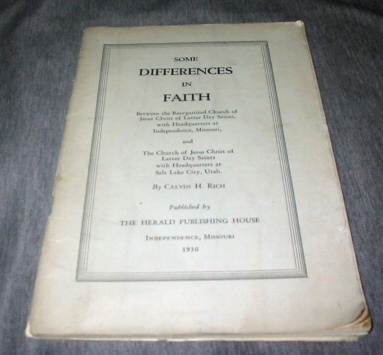 SOME
DIFFERENCES
IN
FAITH
Between the Reorganized Church of
Jesus Christ of Latter Day Saints,
with Headquarters at
Independence, Missouri,
and
The Church of Jesus Christ of
Latter Day Saints
with Headquarters at
Salt Lake City, Utah.
By CALVIN H. RICH
Published by
THE HERALD PUBLISHING HOUSE
INDEPENDENCE, MISSOURI
1930